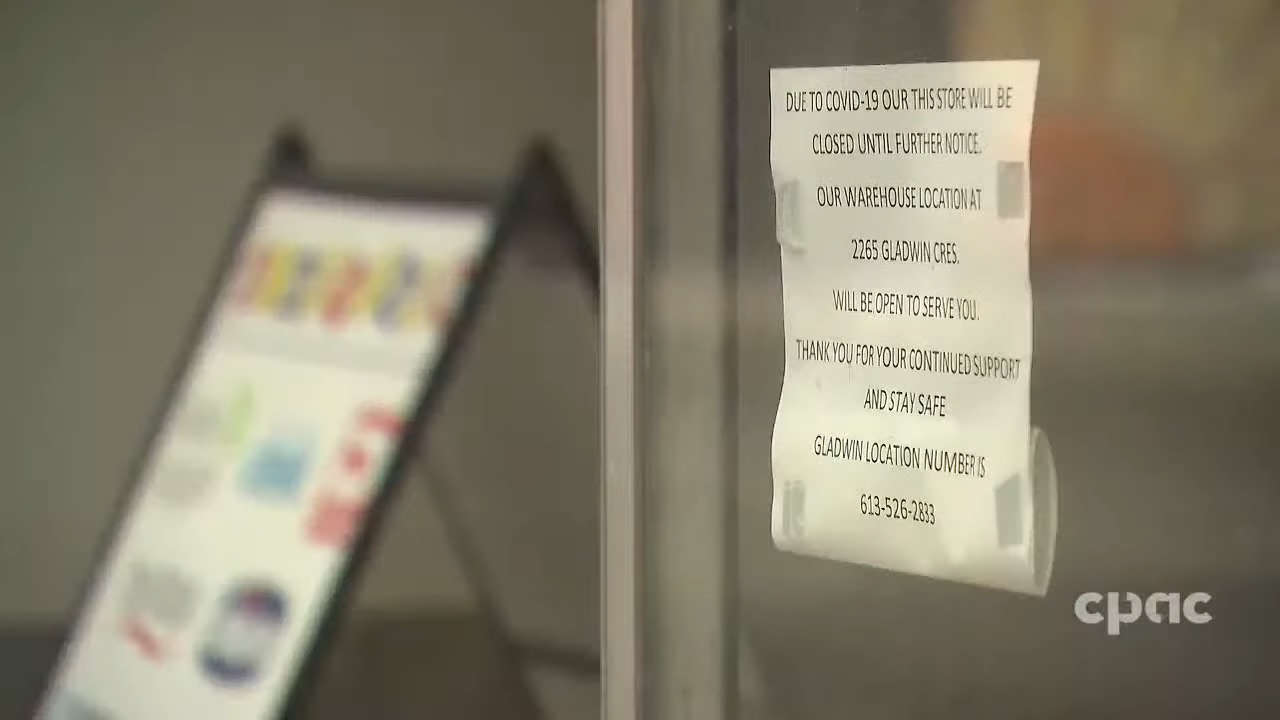 DUE TO COVID-19 OUR THIS STORE WILL BE
CLOSED UNTIL FURTHER NOTICE.
OUR WAREHOUSE LOCATION AT
2265 GLADWIN CRES.
WILL BE OPEN TO SERVE YOU.
THANK YOU FOR YOUR CONTINUED SUPPORT
AND STAY SAFE
GLADWIN LOCATION NUMBER IS
613-526-2833
cpac